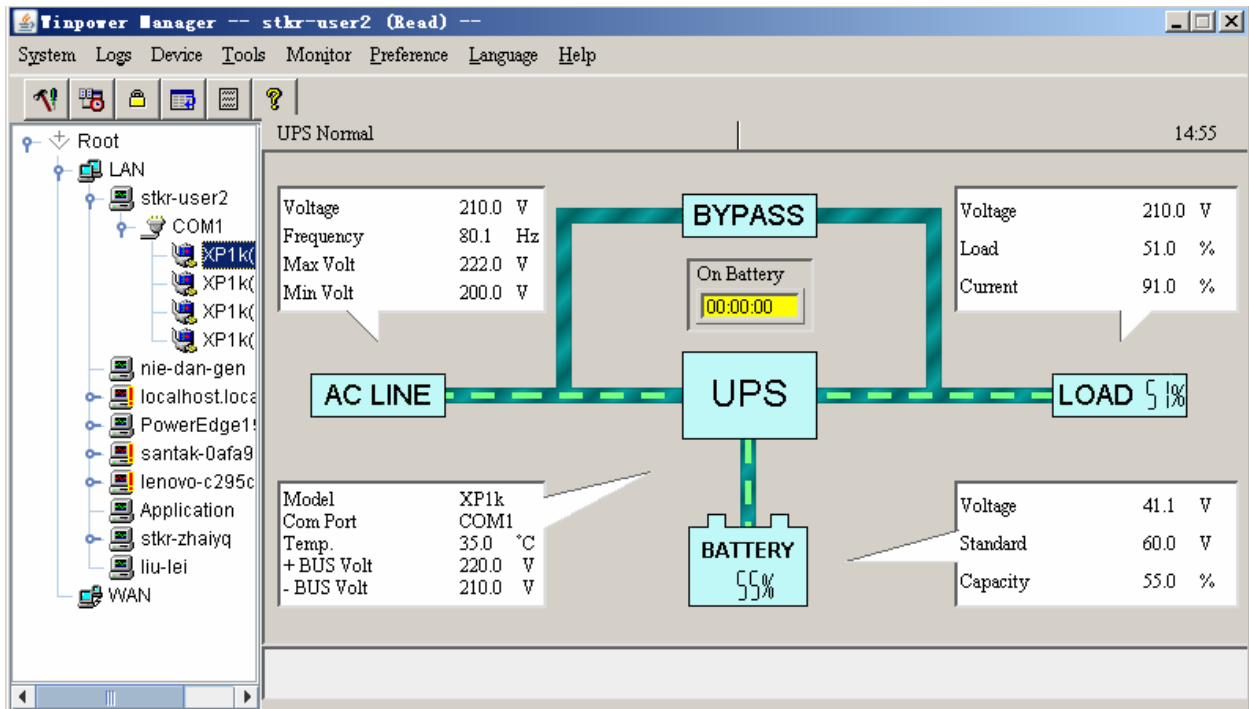 Winpower Manager -- stkr-user2 (Read) --
System Logs Device Tools Monitor Preference Language Help
UPS Normal 14:55
Root
LAN
stkr-user2
COM1
XP1k(
XP1k(
XP1k(
XP1k(
nie-dan-gen
localhost.loca
PowerEdge1
santak-0afa9
lenovo-c295c
Application
stkr-zhaiyq
liu-lei
WAN
Voltage 210.0 V
Frequency 80.1 Hz
Max Volt 222.0 V
Min Volt 200.0 V
BYPASS
On Battery
00:00:00
Voltage 210.0 V
Load 51.0 %
Current 91.0 %
AC LINE
UPS
LOAD 51%
Model XP1k
Com Port COM1
Temp. 35.0 °C
+ BUS Volt 220.0 V
- BUS Volt 210.0 V
BATTERY
55%
Voltage 41.1 V
Standard 60.0 V
Capacity 55.0 %